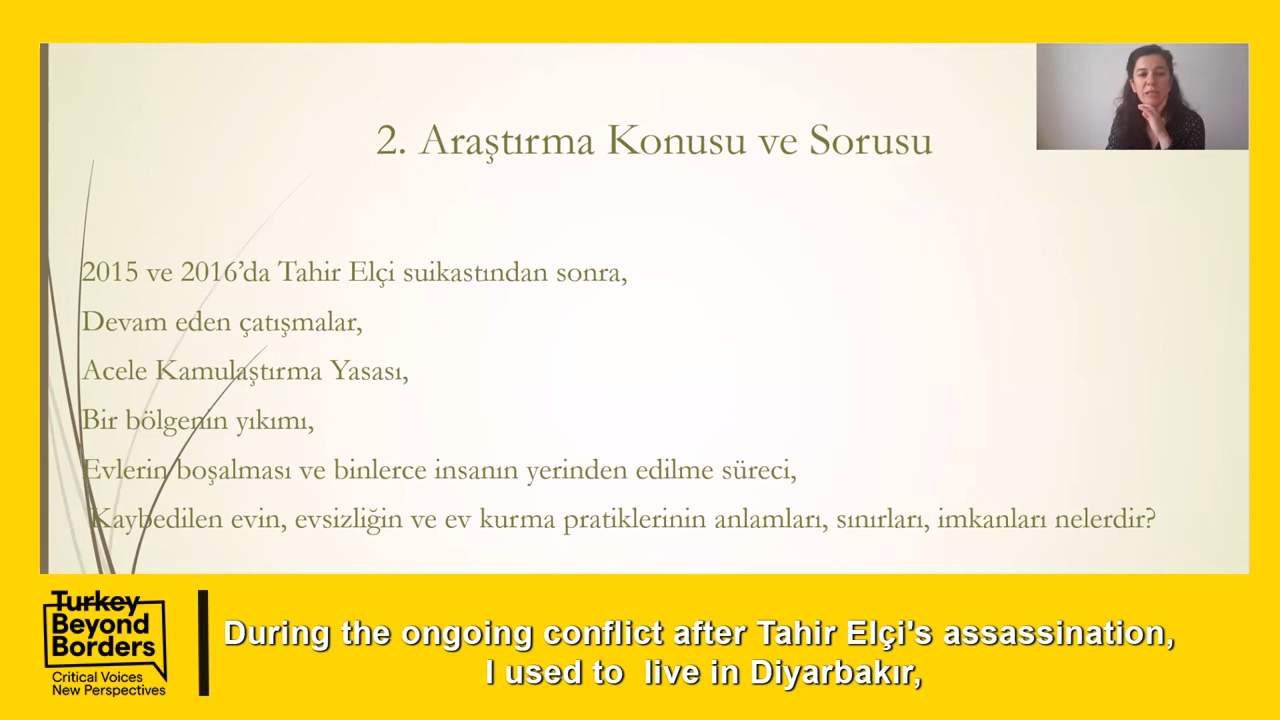 2. Araştırma Konusu ve Sorusu
2015 ve 2016’da Tahir Elçi suikastından sonra,
Devam eden çatışmalar,
Acele Kamulaştırma Yasası,
Bir bölgenin yıkımı,
Evlerin boşalması ve binlerce insanın yerinden edilme süreci,
Kaybedilen evin, evsizliğin ve ev kurma pratiklerinin anlamları, sınırları, imkanları nelerdir?
Turkey
Beyond
Borders
Critical Voices
New Perspectives
During the ongoing conflict after Tahir Elçi's assassination,
I used to live in Diyarbakır,